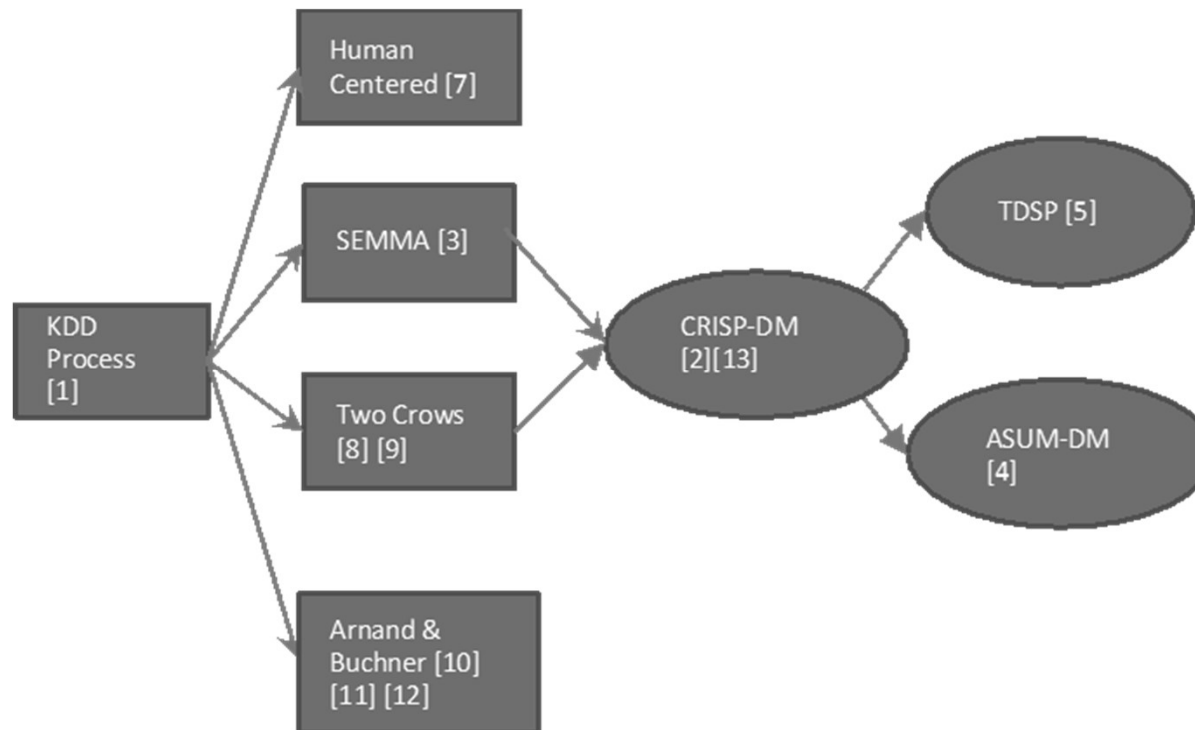 Human
Centered [7]
SEMMA [3]
TDSP [5]
KDD
Process
[1]
CRISP-DM
[2][13]
Two Crows
[8] [9]
ASUM-DM
[4]
Arnand &
Buchner [10]
[11] [12]